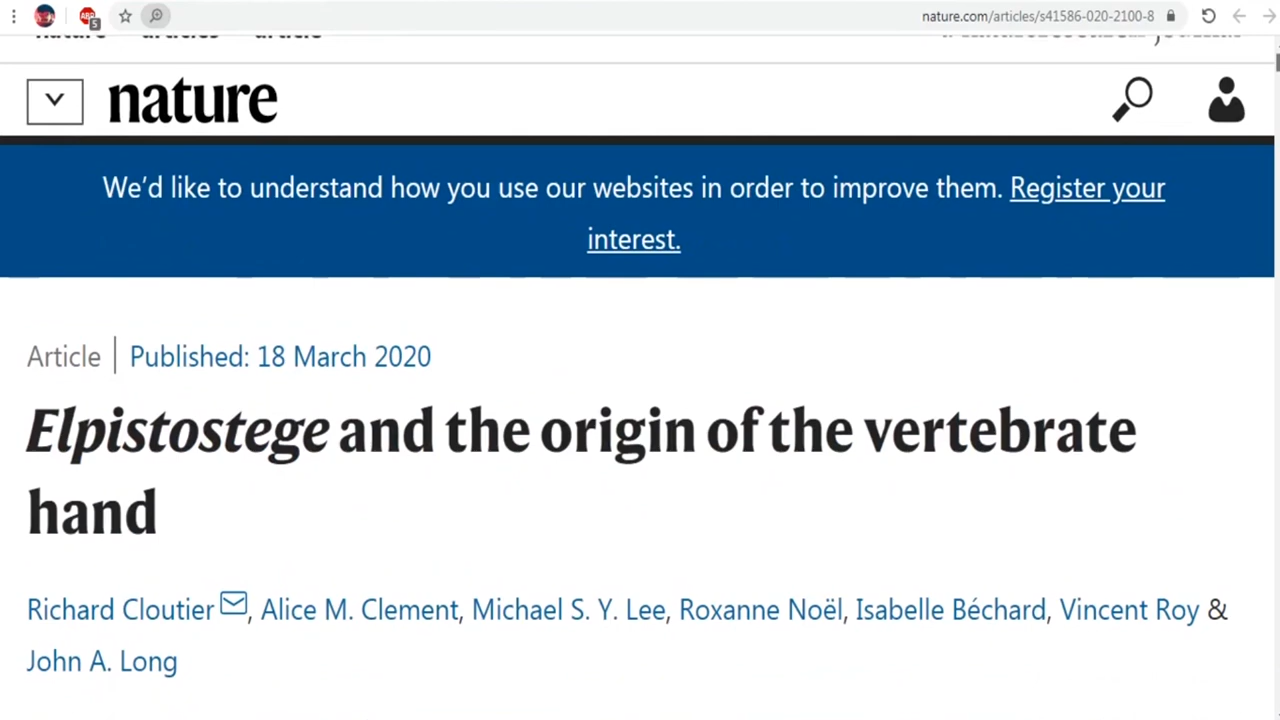 nature.com/articles/s41586-020-2100-8
ABP
5
nature
We'd like to understand how you use our websites in order to improve them. Register your
interest.
Article | Published: 18 March 2020
Elpistostege and the origin of the vertebrate
hand
Richard Cloutier, Alice M. Clement, Michael S. Y. Lee, Roxanne Noël, Isabelle Béchard, Vincent Roy &
John A. Long